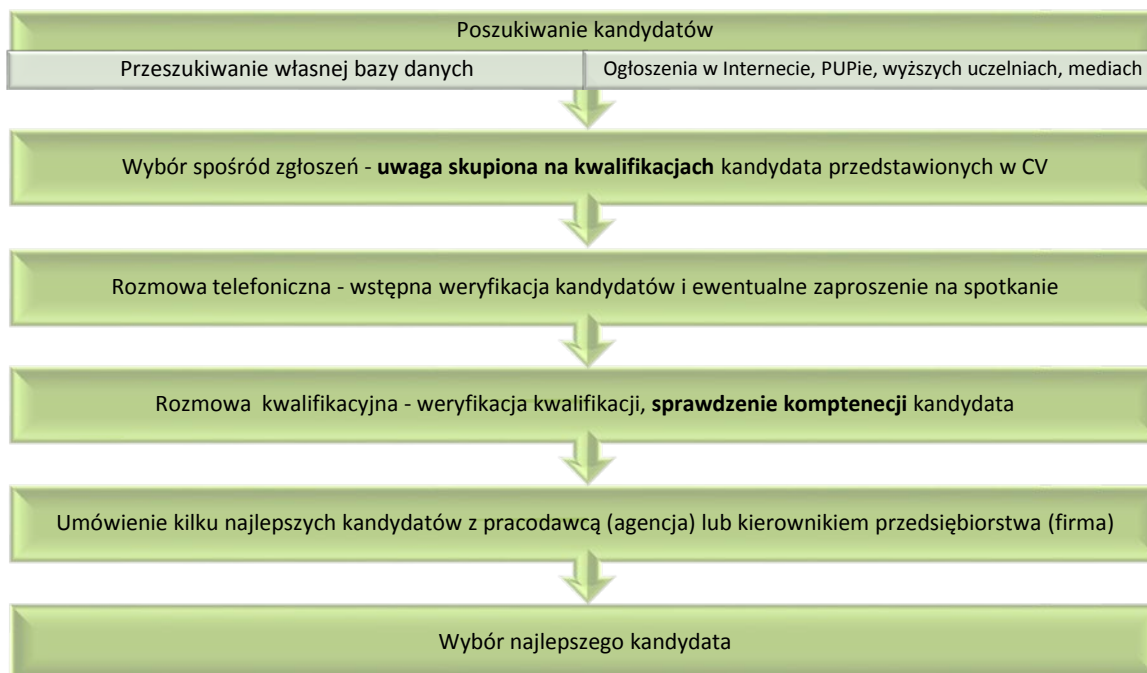 Poszukiwanie kandydatów
Przeszukiwanie własnej bazy danych
Ogłoszenia w Internecie, PUPie, wyższych uczelniach, mediach
Wybór spośród zgłoszeń - uwaga skupiona na kwalifikacjach kandydata przedstawionych w CV
Rozmowa telefoniczna - wstępna weryfikacja kandydatów i ewentualne zaproszenie na spotkanie
Rozmowa kwalifikacyjna - weryfikacja kwalifikacji, sprawdzenie komptenecji kandydata
Umówienie kilku najlepszych kandydatów z pracodawcą (agencja) lub kierownikiem przedsiębiorstwa (firma)
Wybór najlepszego kandydata